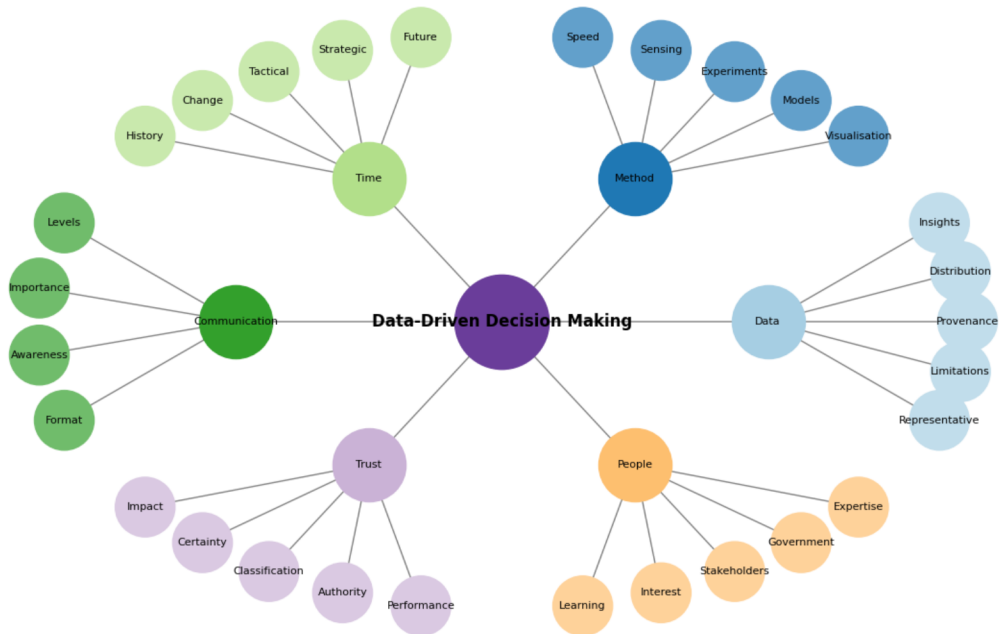 Future
Speed
Strategic
Sensing
Tactical
Experiments
Change
Models
History
Visualisation
Time
Method
Levels
Insights
Distribution
Importance
Communication
Data-Driven Decision Making
Data
Provenance
Awareness
Limitations
Format
Representative
Trust
People
Impact
Expertise
Certainty
Government
Classification
Stakeholders
Authority
Interest
Performance
Learning